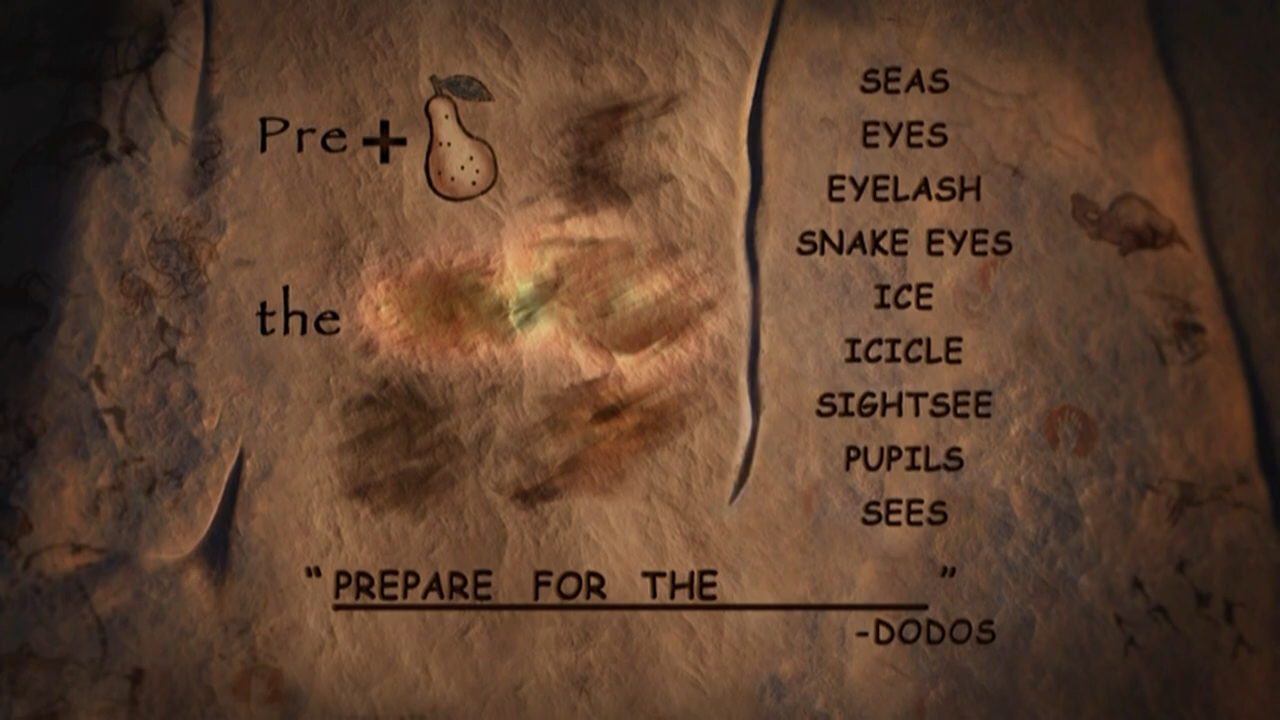 Pre +
the
SEAS
EYES
EYELASH
SNAKE EYES
ICE
ICICLE
SIGHTSEE
PUPILS
SEES
"PREPARE FOR THE "
-DODOS